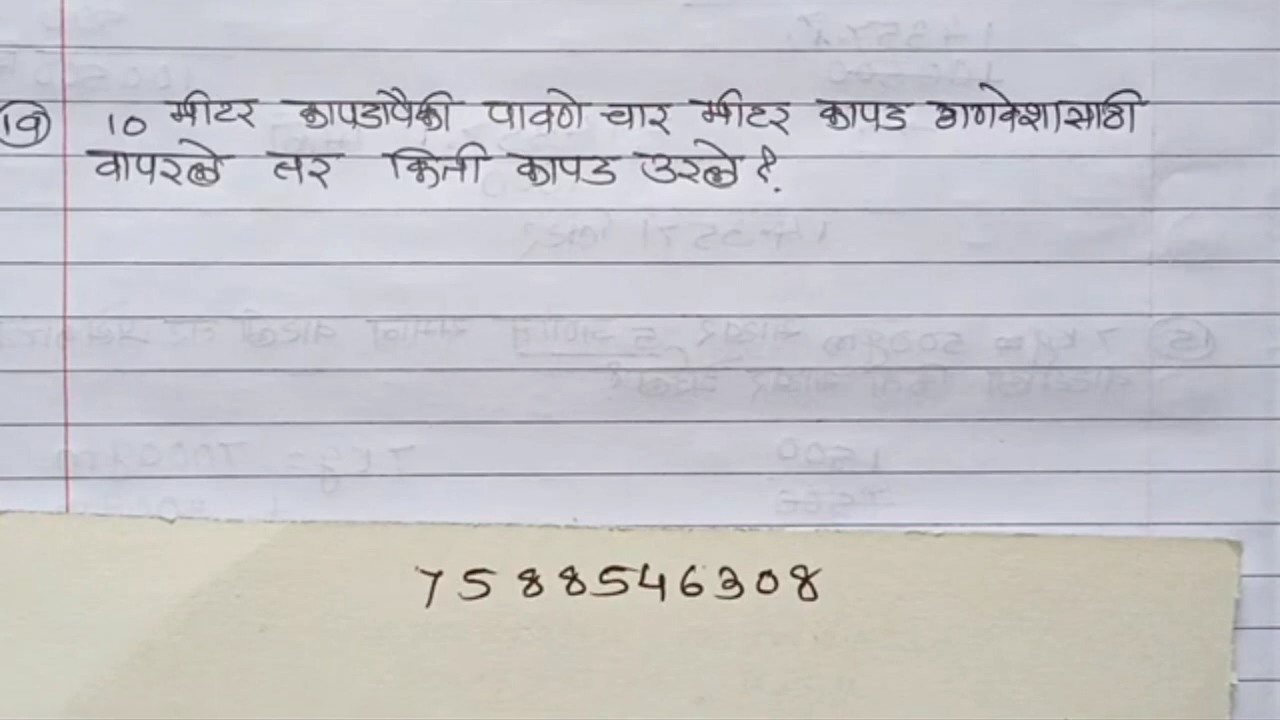 19 10 मीटर कापडापैकी पावणे चार मीटर कापड गणवेशासाठी
वापरले तर किती कापड उरले ?.
7588546308